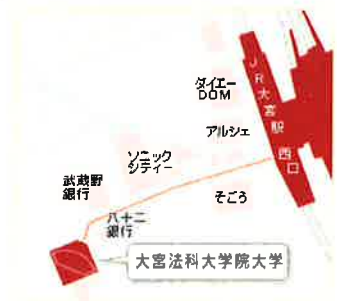 JR大宮駅
西口
ダイエー
DOM
アルシェ
ソニック
シティー
武蔵野
銀行
そごう
八十二
銀行
大宮法科大学院大学